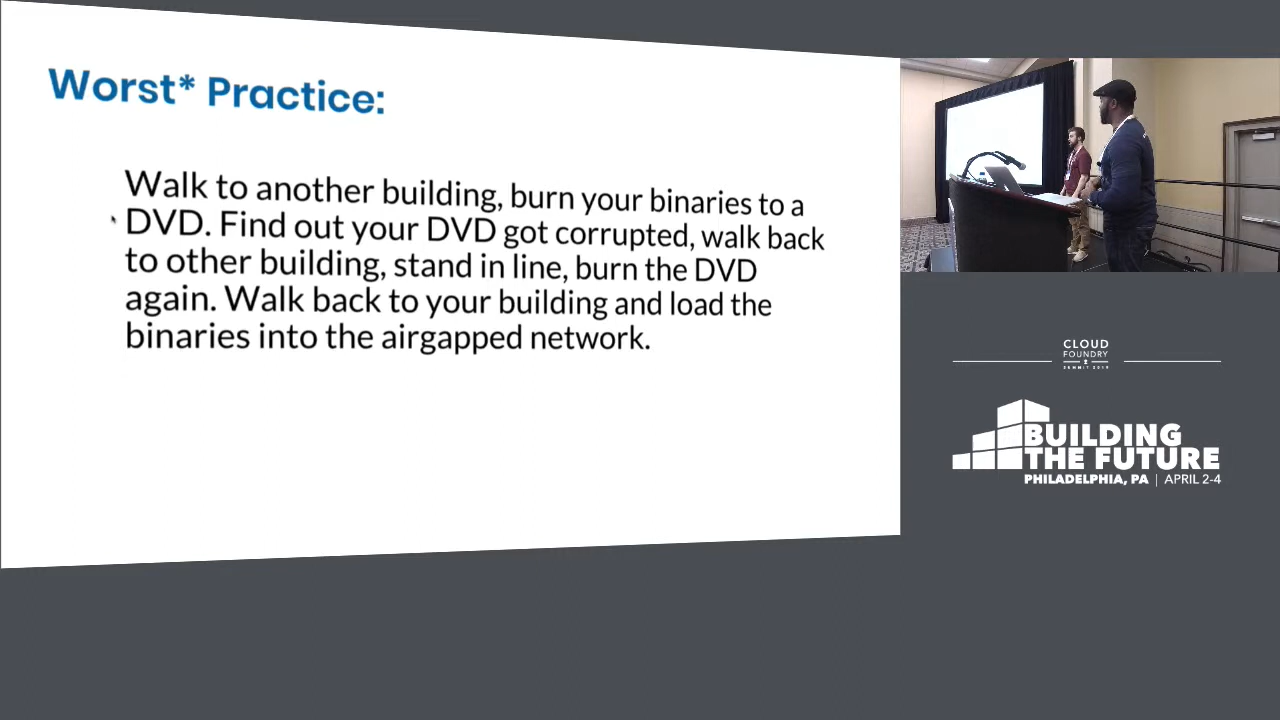 Worst* Practice:
Walk to another building, burn your binaries to a
DVD. Find out your DVD got corrupted, walk back
to other building, stand in line, burn the DVD
again. Walk back to your building and load the
binaries into the airgapped network.
CLOUD
FOUNDRY
SUMMIT 2019
BUILDING
THE FUTURE
PHILADELPHIA, PA | APRIL 2-4